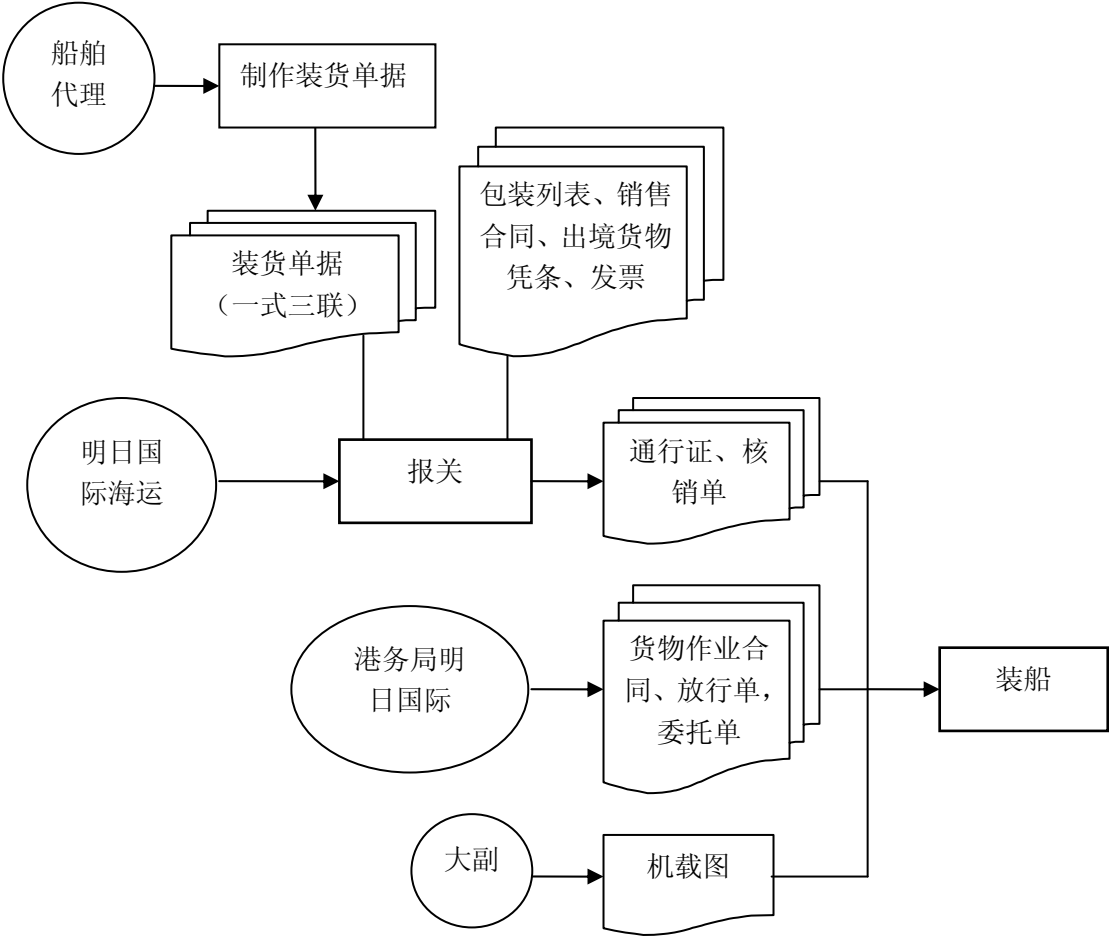 船舶
代理
制作装货单据
包装列表、销售
合同、出境货物
凭条、发票
装货单据
（一式三联）
明日国
际海运
报关
通行证、核
销单
港务局明
日国际
货物作业合
同、放行单，
委托单
装船
大副
机载图